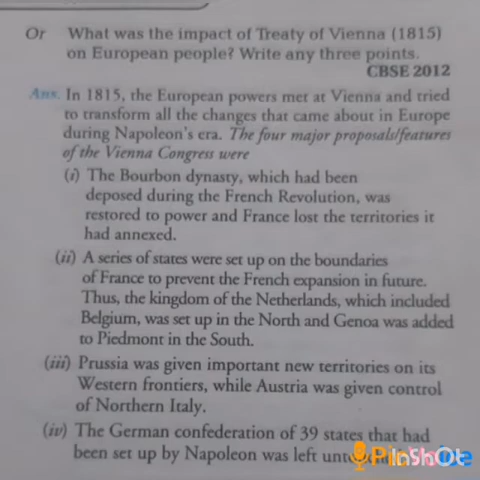 Or What was the impact of Treaty of Vienna (1815)
on European people? Write any three points.
CBSE 2012
Ans. In 1815, the European powers met at Vienna and tried
to transform all the changes that came about in Europe
during Napoleon's era. The four major proposals/features
of the Vienna Congress were
(i) The Bourbon dynasty, which had been
deposed during the French Revolution, was
restored to power and France lost the territories it
had annexed.
(ii) A series of states were set up on the boundaries
of France to prevent the French expansion in future.
Thus, the kingdom of the Netherlands, which included
Belgium, was set up in the North and Genoa was added
to Piedmont in the South.
(iii) Prussia was given important new territories on its
Western frontiers, while Austria was given control
of Northern Italy.
(iv) The German confederation of 39 states that had
been set up by Napoleon was left
InShOt